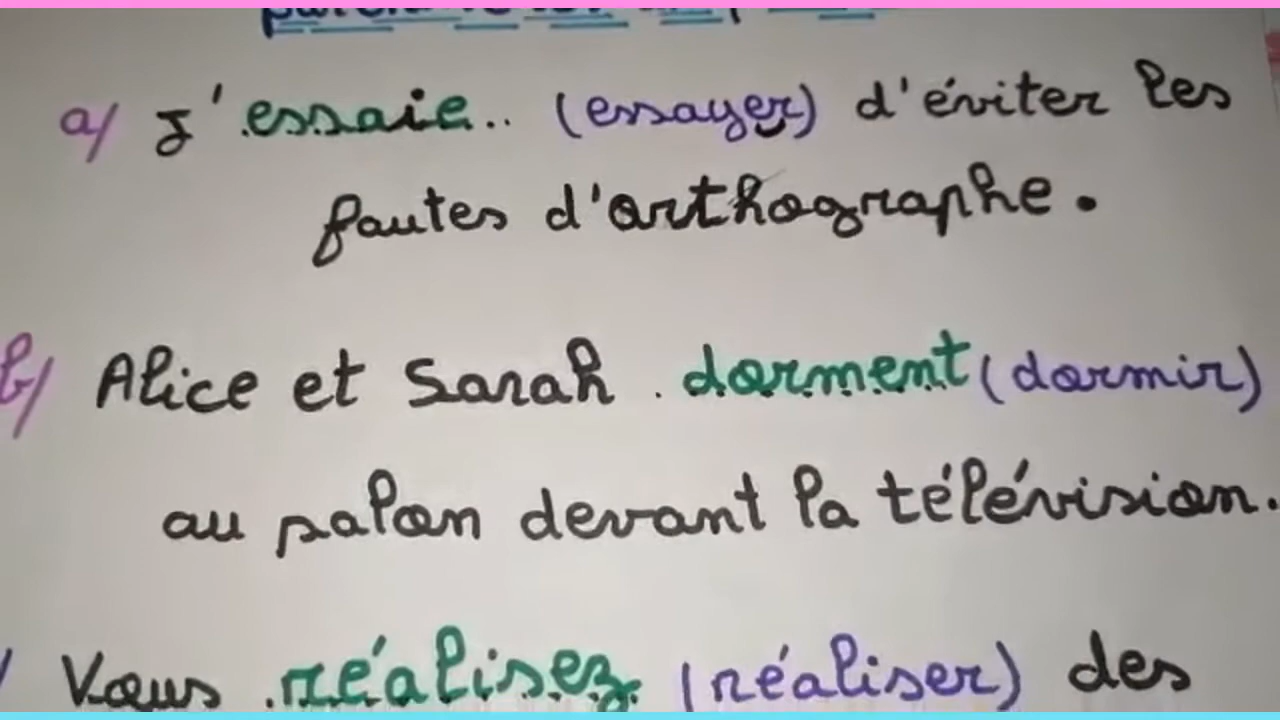 a/ J'essaie.. (essayer) d'éviter les
fautes d'orthographe.
b/ Alice et Sarah . dorment (dormir)
au salon devant la télévision.
/ Vous .réalisez (réaliser) des